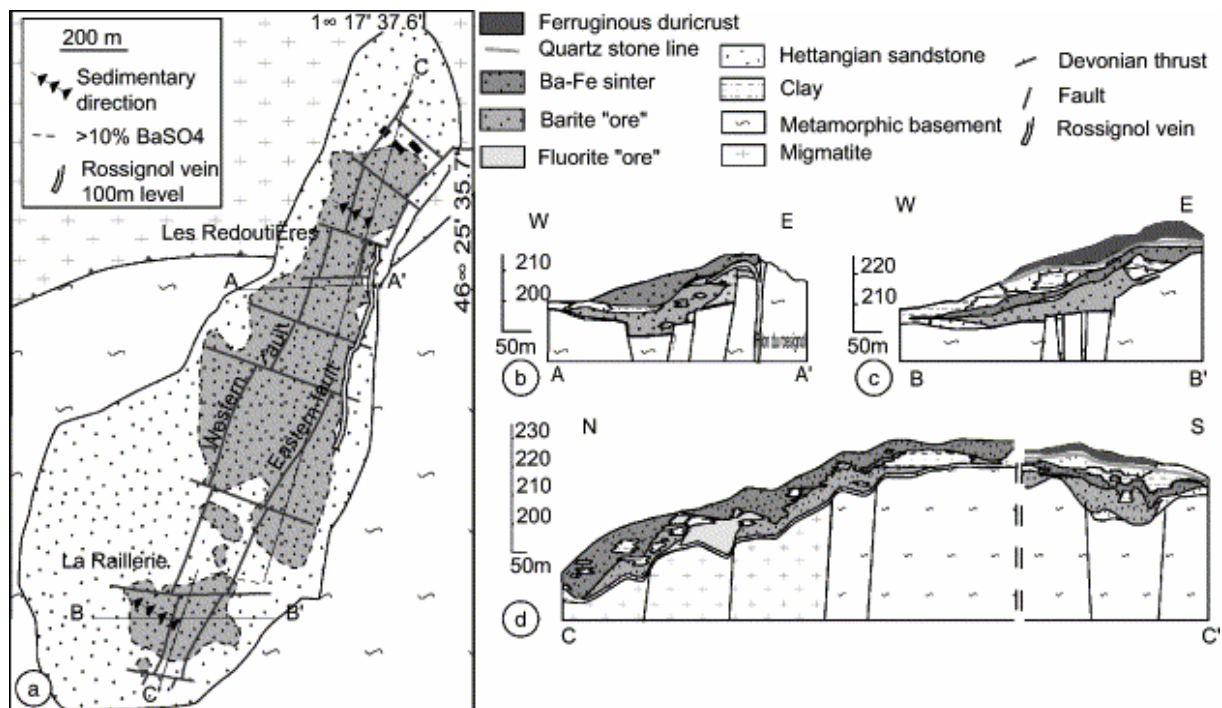 200 m
Sedimentary
direction
>10% BaSO4
Rossignol vein
100m level
1∞ 17' 37.6'
46∞ 25' 35.7'
C
Les RedoutiËres
A
A'
Western Fault
Eastern fault
La Raillerie
B
B'
C'
a
Ferruginous duricrust
Quartz stone line
Ba-Fe sinter
Barite "ore"
Fluorite "ore"
Hettangian sandstone
Clay
Metamorphic basement
Migmatite
Devonian thrust
Fault
Rossignol vein
W
E
210
200
50m
b
A
A'
W
E
220
210
50m
c
B
B'
N
S
230
220
210
200
50m
d
C
C'